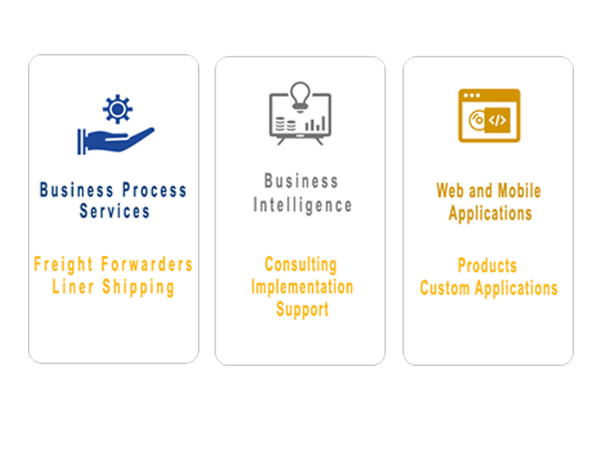 Business Process
Services
Freight Forwarders
Liner Shipping
Business
Intelligence
Consulting
Implementation
Support
</>
Web and Mobile
Applications
Products
Custom Applications